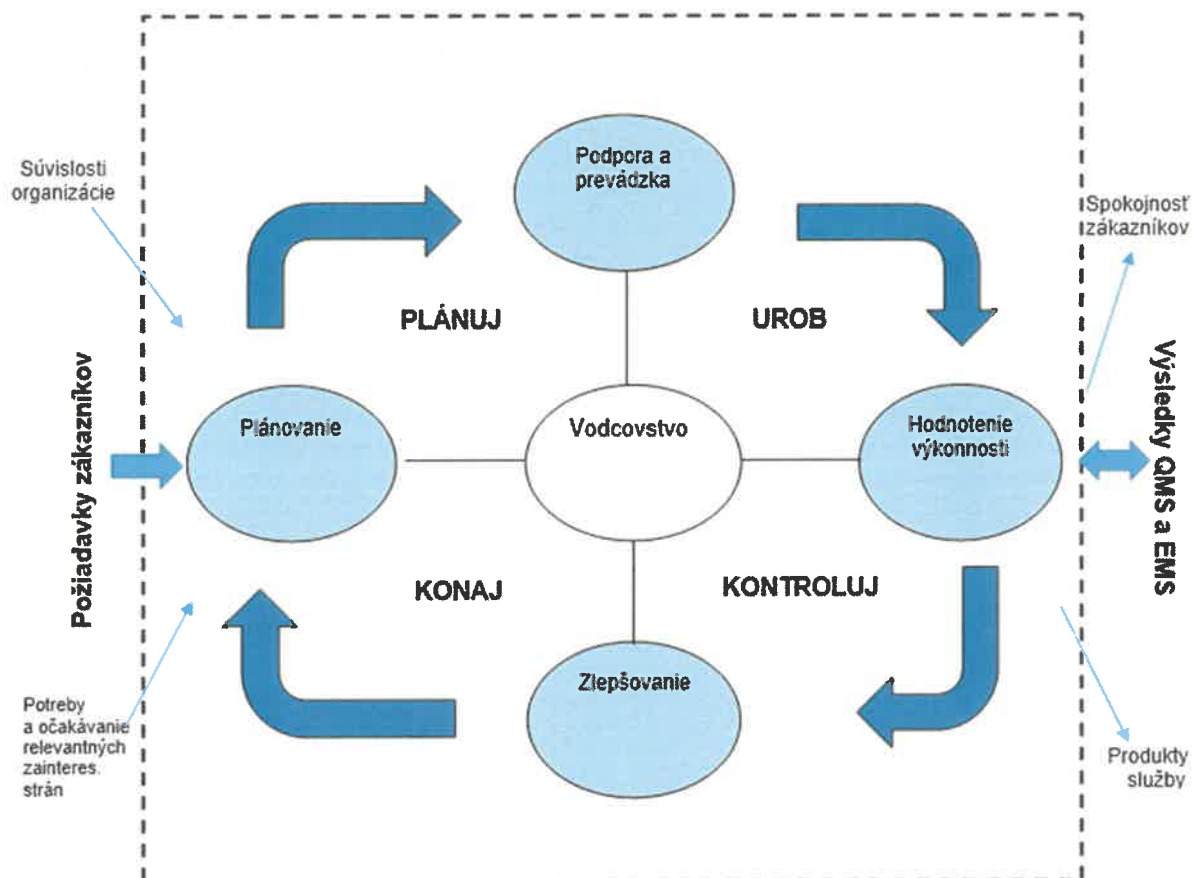 Súvislosti
organizácie
Podpora a
prevádzka
Spokojnosť
zákazníkov
PLÁNUJ
UROB
Požiadavky zákazníkov
Plánovanie
Vodcovstvo
Hodnotenie
výkonnosti
Výsledky QMS a EMS
KONAJ
KONTROLUJ
Zlepšovanie
Potreby
a očakávanie
relevantných
zainteres.
strán
Produkty
služby